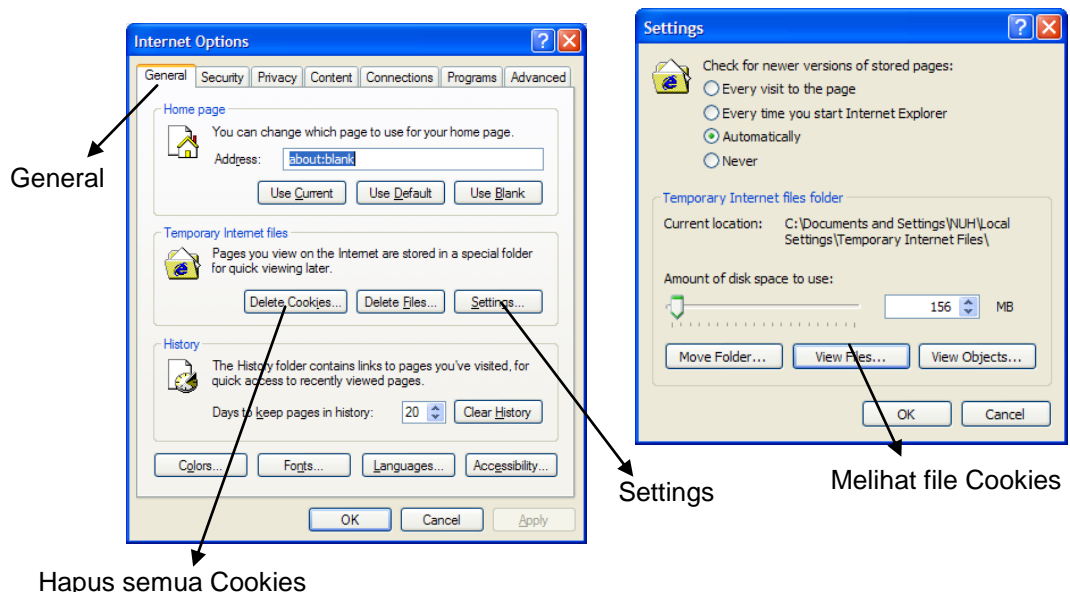 Internet Options
General Security Privacy Content Connections Programs Advanced
Home page
You can change which page to use for your home page.
Address: about:blank
Use Current Use Default Use Blank
Temporary Internet files
Pages you view on the Internet are stored in a special folder
for quick viewing later.
Delete Cookies... Delete Files... Settings...
History
The History folder contains links to pages you've visited, for
quick access to recently viewed pages.
Days to keep pages in history: 20 Clear History
Colors... Fonts... Languages... Accessibility...
OK Cancel Apply
General
Hapus semua Cookies
Settings
Settings
Check for newer versions of stored pages:
Every visit to the page
Every time you start Internet Explorer
Automatically
Never
Temporary Internet files folder
Current location: C:\Documents and Settings\NUH\Local
Settings\Temporary Internet Files\
Amount of disk space to use:
156 MB
Move Folder... View Files... View Objects...
OK Cancel
Melihat file Cookies